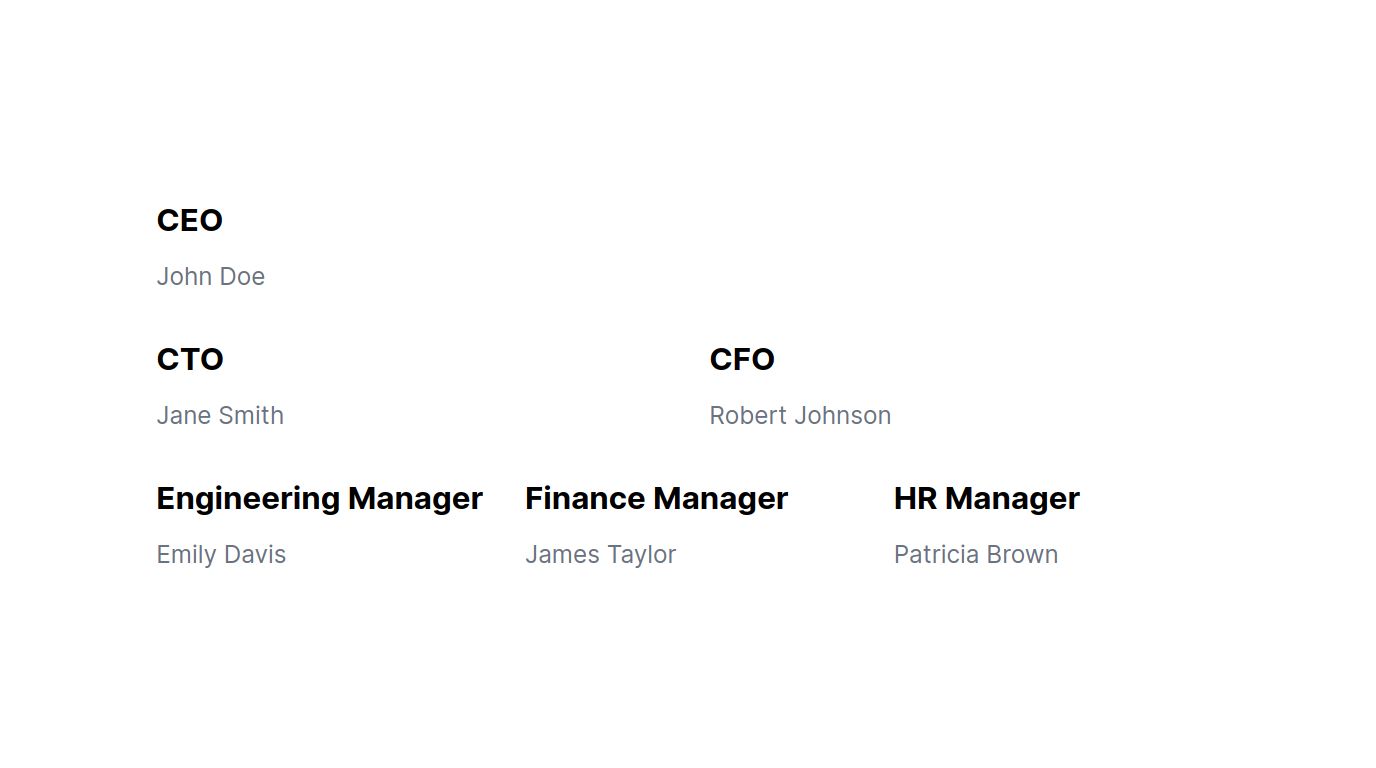 CEO
John Doe
CTO
Jane Smith
CFO
Robert Johnson
Engineering Manager
Emily Davis
Finance Manager
James Taylor
HR Manager
Patricia Brown